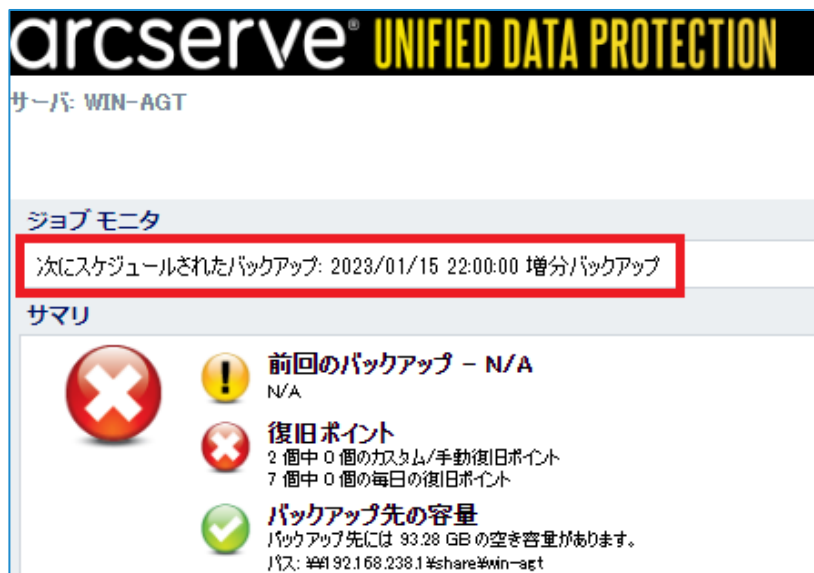 arcserve® UNIFIED DATA PROTECTION
サーバ: WIN-AGT
ジョブ モニタ
次にスケジュールされたバックアップ: 2023/01/15 22:00:00 増分バックアップ
サマリ
前回のバックアップ - N/A
N/A
復旧ポイント
2 個中 0 個のカスタム/手動復旧ポイント
7 個中 0 個の毎日の復旧ポイント
バックアップ先の容量
バックアップ先には 93.28 GB の空き容量があります。
パス: ¥¥192.168.238.1¥share¥win-agt